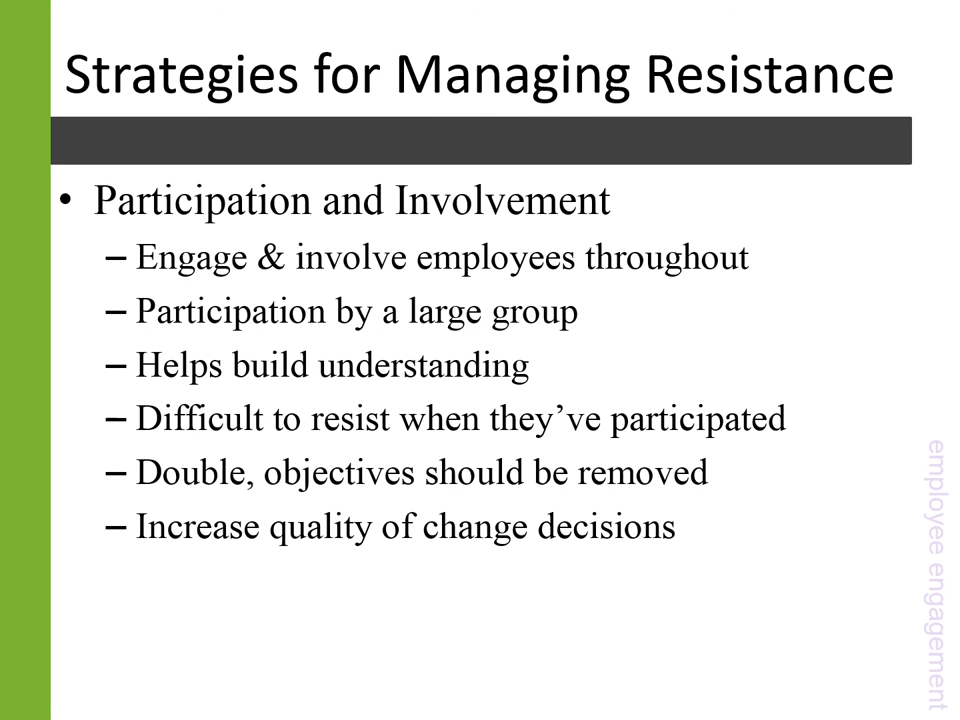 Strategies for Managing Resistance
• Participation and Involvement
– Engage & involve employees throughout
– Participation by a large group
– Helps build understanding
– Difficult to resist when they’ve participated
– Double, objectives should be removed
– Increase quality of change decisions
employee engagement